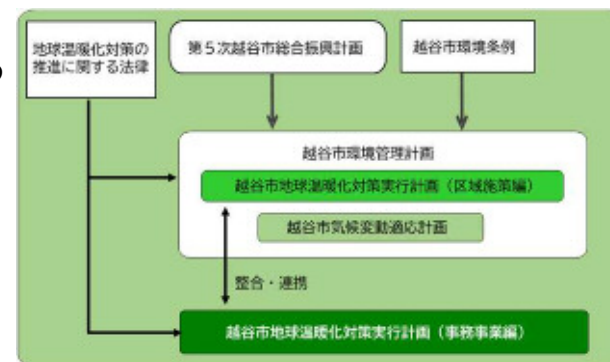 地球温暖化対策の
推進に関する法律
第5次越谷市総合振興計画
越谷市環境条例
越谷市環境管理計画
越谷市地球温暖化対策実行計画（区域施策編）
越谷市気候変動適応計画
整合・連携
越谷市地球温暖化対策実行計画（事務事業編）